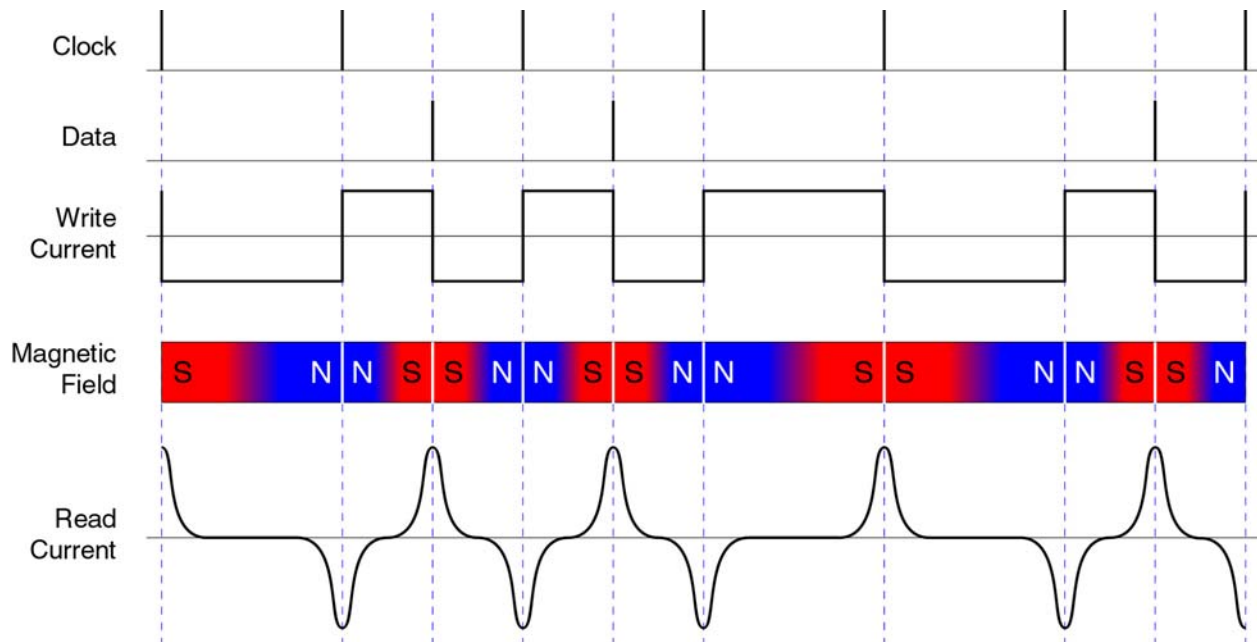 Clock
Data
Write
Current
Magnetic
Field
S N N S S N N S S N N S S N N S S N
Read
Current